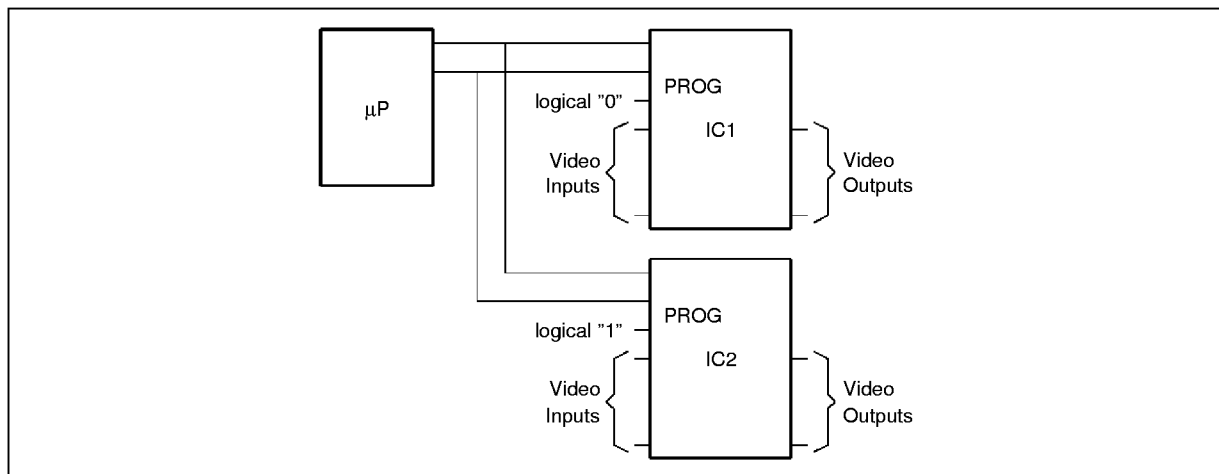 μP
PROG
logical "0"
IC1
Video
Inputs
Video
Outputs
PROG
logical "1"
IC2
Video
Inputs
Video
Outputs